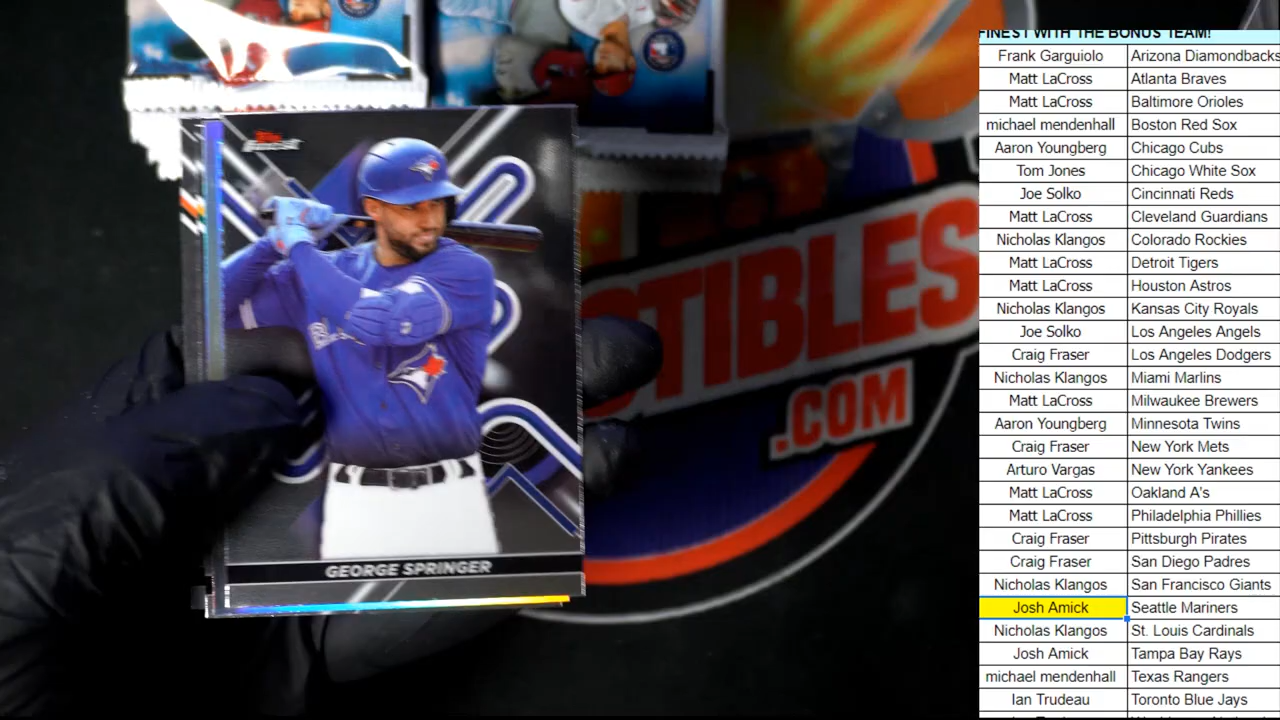 FINEST WITH THE BONUS TEAM!
Frank Garguiolo Arizona Diamondbacks
Matt LaCross Atlanta Braves
Matt LaCross Baltimore Orioles
michael mendenhall Boston Red Sox
Aaron Youngberg Chicago Cubs
Tom Jones Chicago White Sox
Joe Solko Cincinnati Reds
Matt LaCross Cleveland Guardians
Nicholas Klangos Colorado Rockies
Matt LaCross Detroit Tigers
Matt LaCross Houston Astros
Nicholas Klangos Kansas City Royals
Joe Solko Los Angeles Angels
Craig Fraser Los Angeles Dodgers
Nicholas Klangos Miami Marlins
Matt LaCross Milwaukee Brewers
Aaron Youngberg Minnesota Twins
Craig Fraser New York Mets
Arturo Vargas New York Yankees
Matt LaCross Oakland A's
Matt LaCross Philadelphia Phillies
Craig Fraser Pittsburgh Pirates
Craig Fraser San Diego Padres
Nicholas Klangos San Francisco Giants
Josh Amick Seattle Mariners
Nicholas Klangos St. Louis Cardinals
Josh Amick Tampa Bay Rays
michael mendenhall Texas Rangers
Ian Trudeau Toronto Blue Jays
CTIBLES
.COM
GEORGE SPRINGER